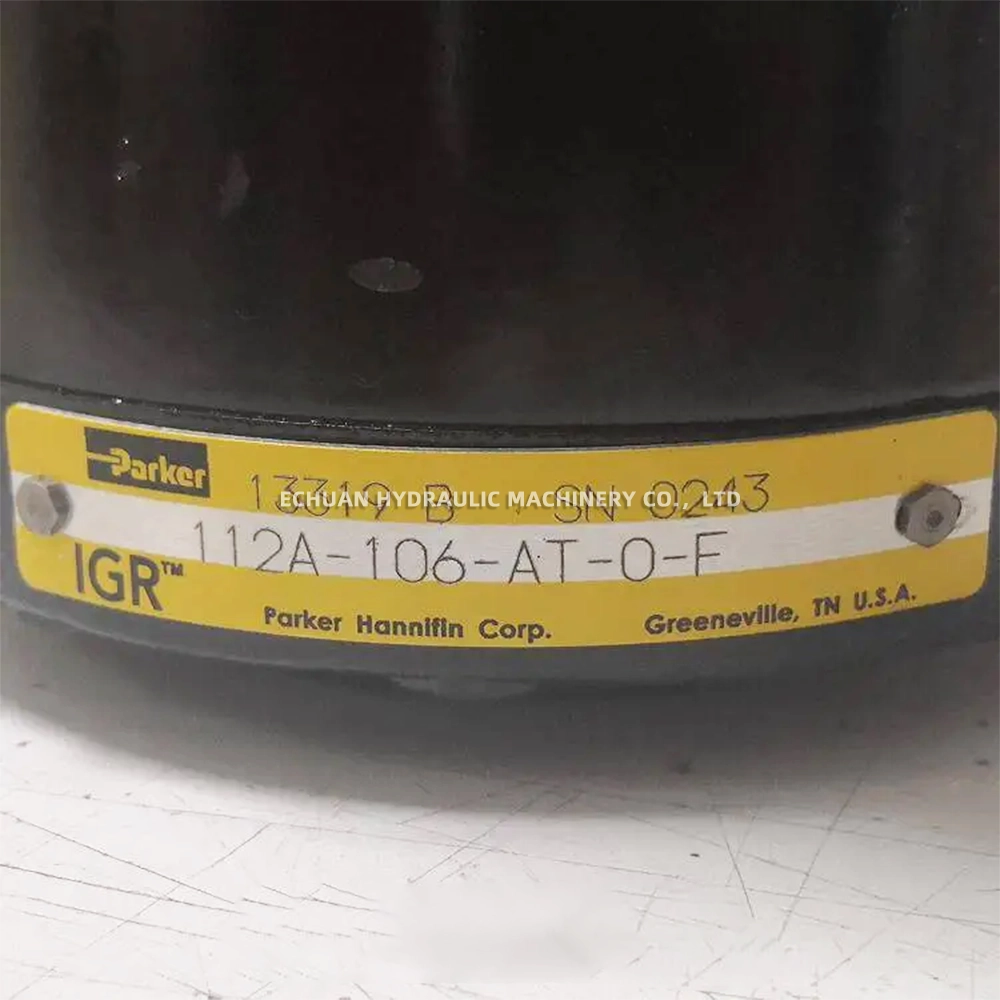 Parker
13319 B SN 0243
ECHUAN HYDRAULIC MACHINERY CO., LTD
112A-106-AT-0-F
IGR™
Parker Hannifin Corp. Greeneville, TN U.S.A.